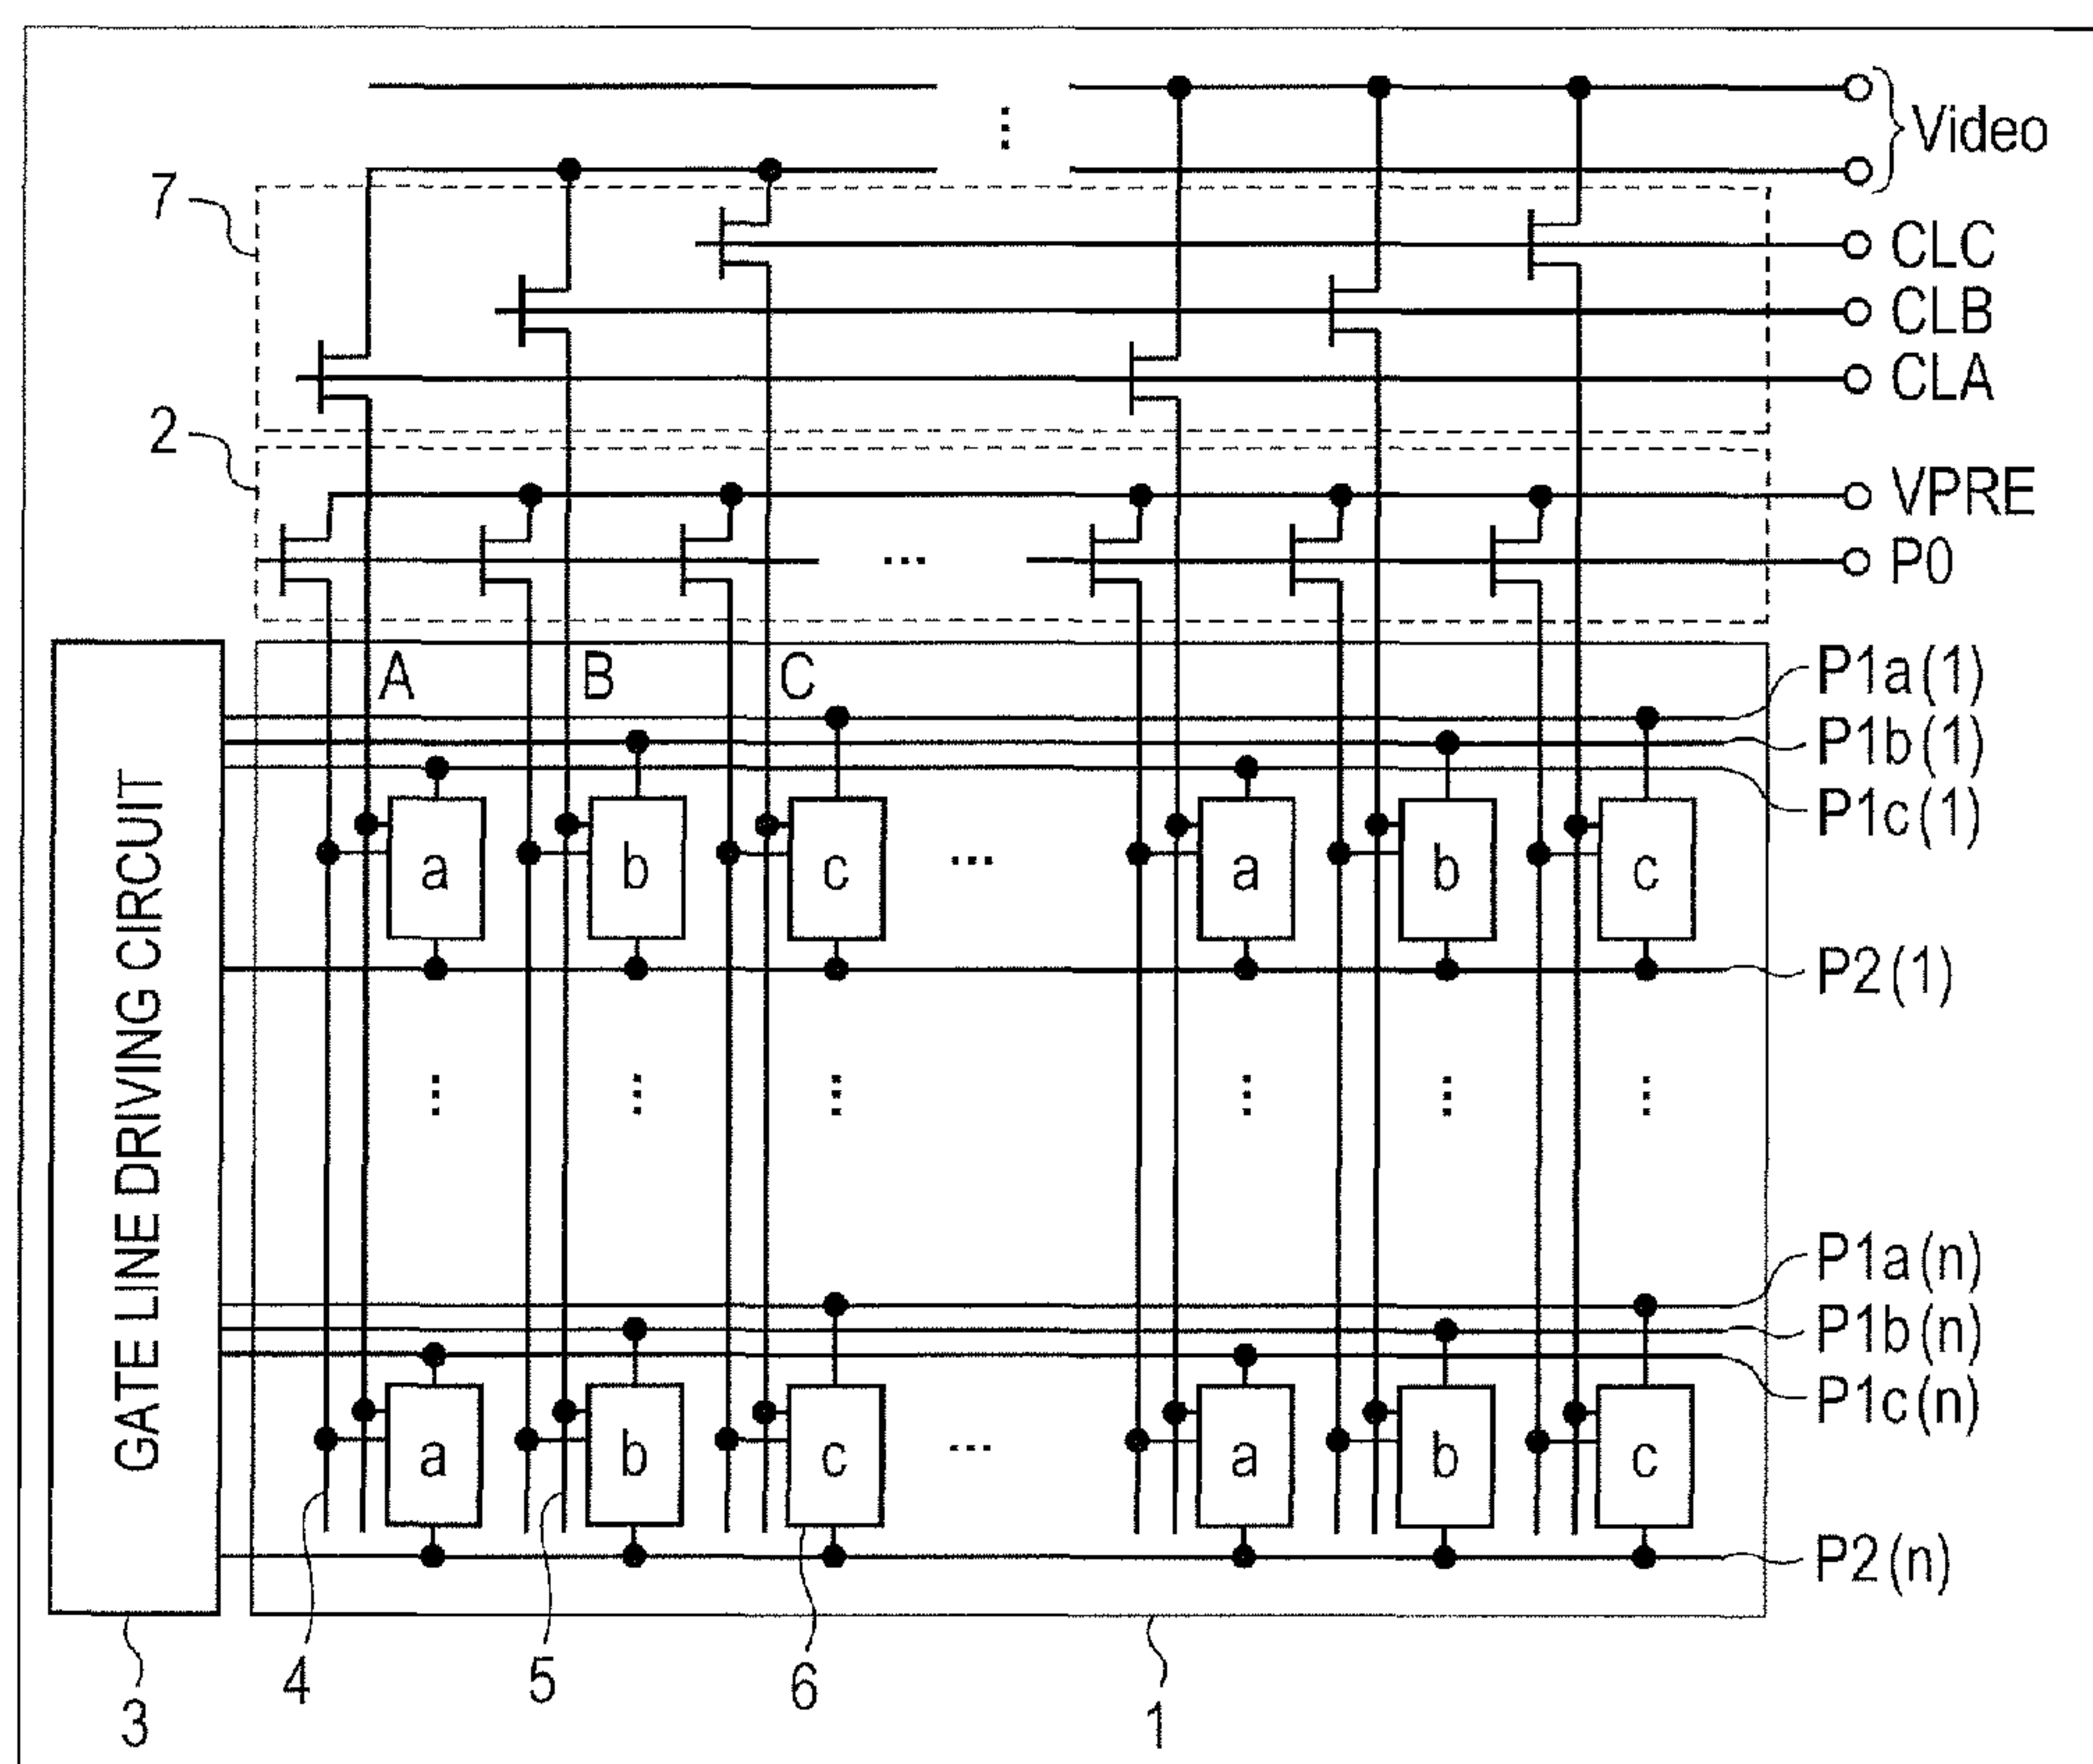 Video
7
CLC
CLB
CLA
2
VPRE
P0
...
A B C
P1a(1)
P1b(1)
P1c(1)
a b c ... a b c
P2(1)
GATE LINE DRIVING CIRCUIT
P1a(n)
P1b(n)
P1c(n)
a b c ... a b c
P2(n)
3 4 5 6 1